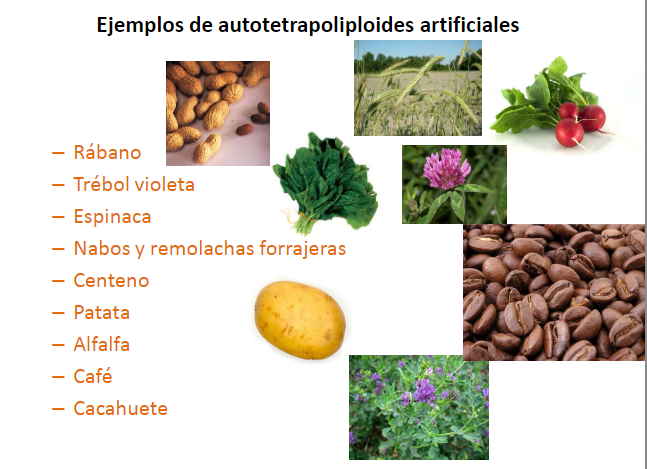 Ejemplos de autotetrapoliploides artificiales
– Rábano
– Trébol violeta
– Espinaca
– Nabos y remolachas forrajeras
– Centeno
– Patata
– Alfalfa
– Café
– Cacahuete